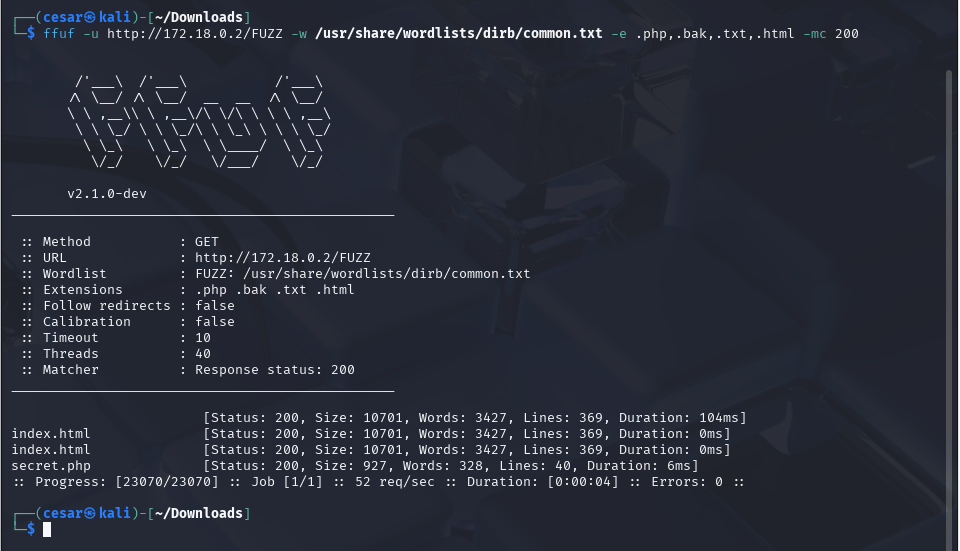 ┌──(cesar㉿kali)-[~/Downloads]
└─$ ffuf -u http://172.18.0.2/FUZZ -w /usr/share/wordlists/dirb/common.txt -e .php,.bak,.txt,.html -mc 200

        /'___\  /'___\           /'___\
       /\ \__/ /\ \__/  __  __  /\ \__/
       \ \ ,__\\ \ ,__\/\ \/\ \ \ \ ,__\
        \ \ \_/ \ \ \_/\ \ \_\ \ \ \ \_/
         \ \_\   \ \_\  \ \____/  \ \_\
          \/_/    \/_/   \/___/    \/_/

       v2.1.0-dev
________________________________________________

 :: Method           : GET
 :: URL              : http://172.18.0.2/FUZZ
 :: Wordlist         : FUZZ: /usr/share/wordlists/dirb/common.txt
 :: Extensions       : .php .bak .txt .html
 :: Follow redirects : false
 :: Calibration      : false
 :: Timeout          : 10
 :: Threads          : 40
 :: Matcher          : Response status: 200
________________________________________________

                        [Status: 200, Size: 10701, Words: 3427, Lines: 369, Duration: 104ms]
index.html              [Status: 200, Size: 10701, Words: 3427, Lines: 369, Duration: 0ms]
index.html              [Status: 200, Size: 10701, Words: 3427, Lines: 369, Duration: 0ms]
secret.php              [Status: 200, Size: 927, Words: 328, Lines: 40, Duration: 6ms]
:: Progress: [23070/23070] :: Job [1/1] :: 52 req/sec :: Duration: [0:00:04] :: Errors: 0 ::

┌──(cesar㉿kali)-[~/Downloads]
└─$